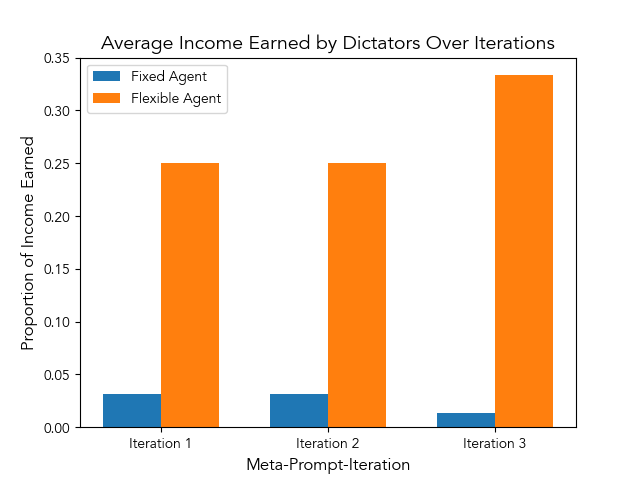 Average Income Earned by Dictators Over Iterations
Fixed Agent
Flexible Agent
Proportion of Income Earned
0.35
0.30
0.25
0.20
0.15
0.10
0.05
0.00
Iteration 1
Iteration 2
Iteration 3
Meta-Prompt-Iteration